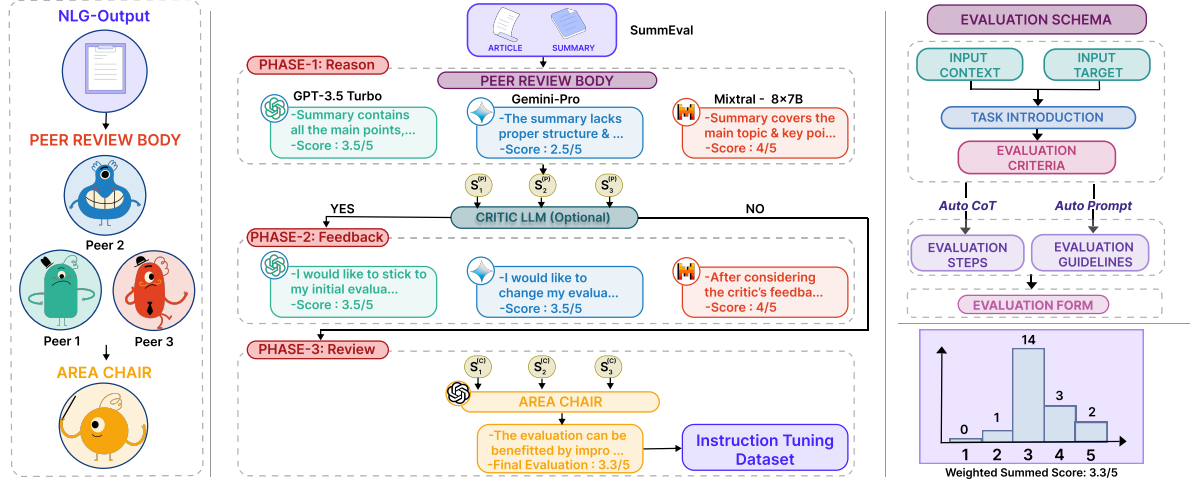 NLG-Output
PEER REVIEW BODY
Peer 2
Peer 1
Peer 3
AREA CHAIR
ARTICLE
SUMMARY
SummEval
PHASE-1: Reason
PEER REVIEW BODY
GPT-3.5 Turbo
-Summary contains
all the main points,...
-Score : 3.5/5
Gemini-Pro
-The summary lacks
proper structure & ...
-Score : 2.5/5
Mixtral - 8×7B
-Summary covers the
main topic & key poi...
-Score : 4/5
S1(P)
S2(P)
S3(P)
YES
CRITIC LLM (Optional)
NO
PHASE-2: Feedback
-I would like to stick to
my initial evalua...
-Score : 3.5/5
-I would like to
change my evalua...
-Score : 3.5/5
-After considering
the critic's feedba...
-Score : 4/5
PHASE-3: Review
S1(C)
S2(C)
S3(C)
AREA CHAIR
-The evaluation can be
benefitted by impro ...
-Final Evaluation : 3.3/5
Instruction Tuning
Dataset
EVALUATION SCHEMA
INPUT
CONTEXT
INPUT
TARGET
TASK INTRODUCTION
EVALUATION
CRITERIA
Auto CoT
Auto Prompt
EVALUATION
STEPS
EVALUATION
GUIDELINES
EVALUATION FORM
14
3
2
1
0
1 2 3 4 5
Weighted Summed Score: 3.3/5